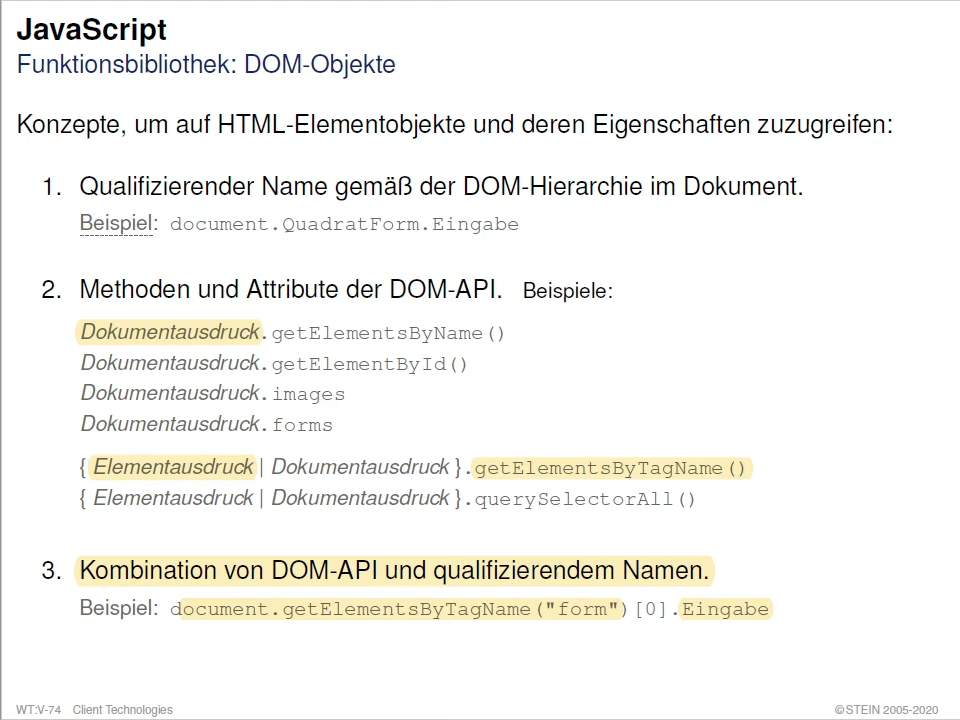 JavaScript
Funktionsbibliothek: DOM-Objekte
Konzepte, um auf HTML-Elementobjekte und deren Eigenschaften zuzugreifen:
1. Qualifizierender Name gemäß der DOM-Hierarchie im Dokument.
Beispiel: document.QuadratForm.Eingabe
2. Methoden und Attribute der DOM-API. Beispiele:
Dokumentausdruck.getElementsByName()
Dokumentausdruck.getElementById()
Dokumentausdruck.images
Dokumentausdruck.forms
{ Elementausdruck | Dokumentausdruck }.getElementsByTagName()
{ Elementausdruck | Dokumentausdruck }.querySelectorAll()
3. Kombination von DOM-API und qualifizierendem Namen.
Beispiel: document.getElementsByTagName("form")[0].Eingabe
WT:V-74 Client Technologies ©STEIN 2005-2020